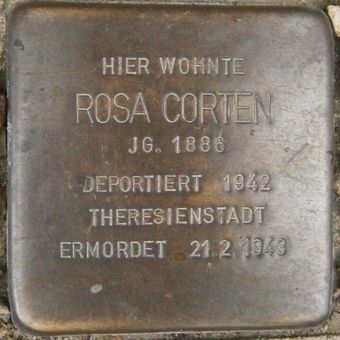 HIER WOHNTE
ROSA CORTEN
JG. 1886
DEPORTIERT 1942
THERESIENSTADT
ERMORDET 21.2.1943